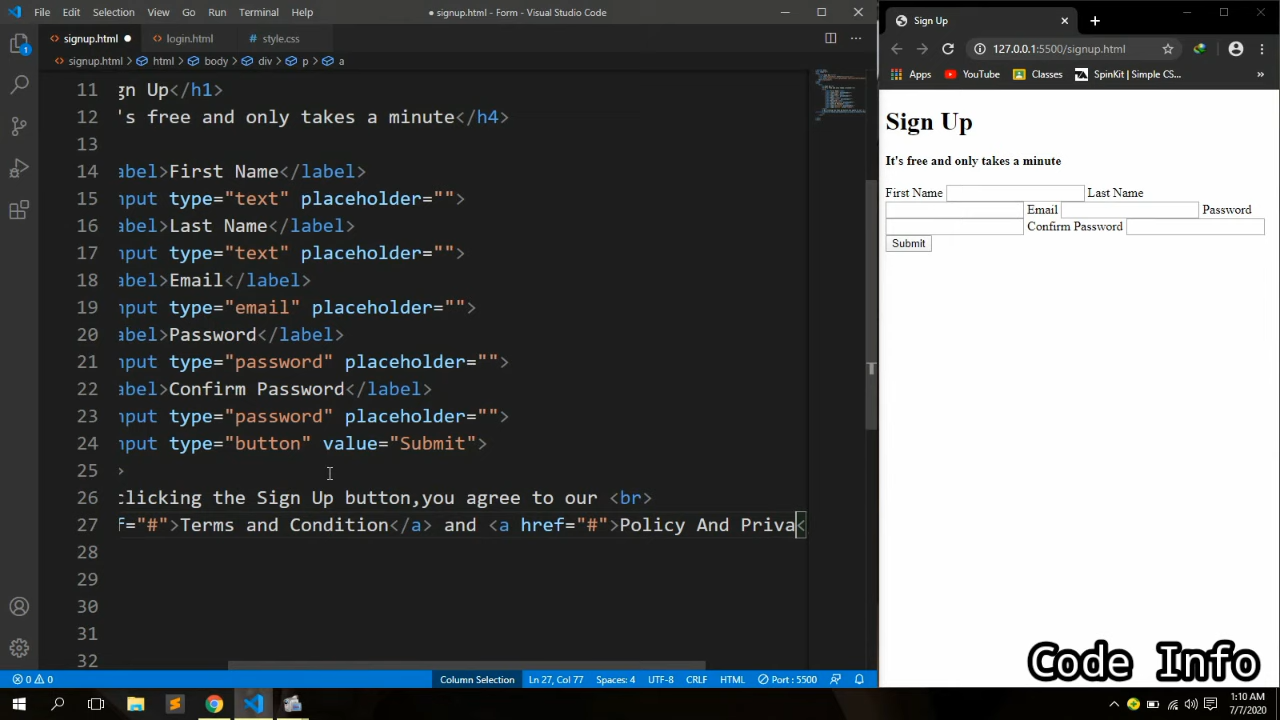 File Edit Selection View Go Run Terminal Help
● signup.html - Form - Visual Studio Code
signup.html ● login.html style.css
signup.html > html > body > div > p > a
11 gn Up</h1>
12 's free and only takes a minute</h4>
13
14 abel>First Name</label>
15 nput type="text" placeholder="">
16 abel>Last Name</label>
17 nput type="text" placeholder="">
18 abel>Email</label>
19 nput type="email" placeholder="">
20 abel>Password</label>
21 nput type="password" placeholder="">
22 abel>Confirm Password</label>
23 nput type="password" placeholder="">
24 nput type="button" value="Submit">
25 >
26 clicking the Sign Up button,you agree to our <br>
27 f="#">Terms and Condition</a> and <a href="#">Policy And Priva<
28
29
30
31
32
1
0 0 Column Selection Ln 27, Col 77 Spaces: 4 UTF-8 CRLF HTML Port : 5500
Sign Up
127.0.0.1:5500/signup.html
Apps YouTube Classes SpinKit | Simple CS... »
Sign Up
It's free and only takes a minute
First Name Last Name
Email Password
Confirm Password
Submit
Code Info
1:10 AM
7/7/2020